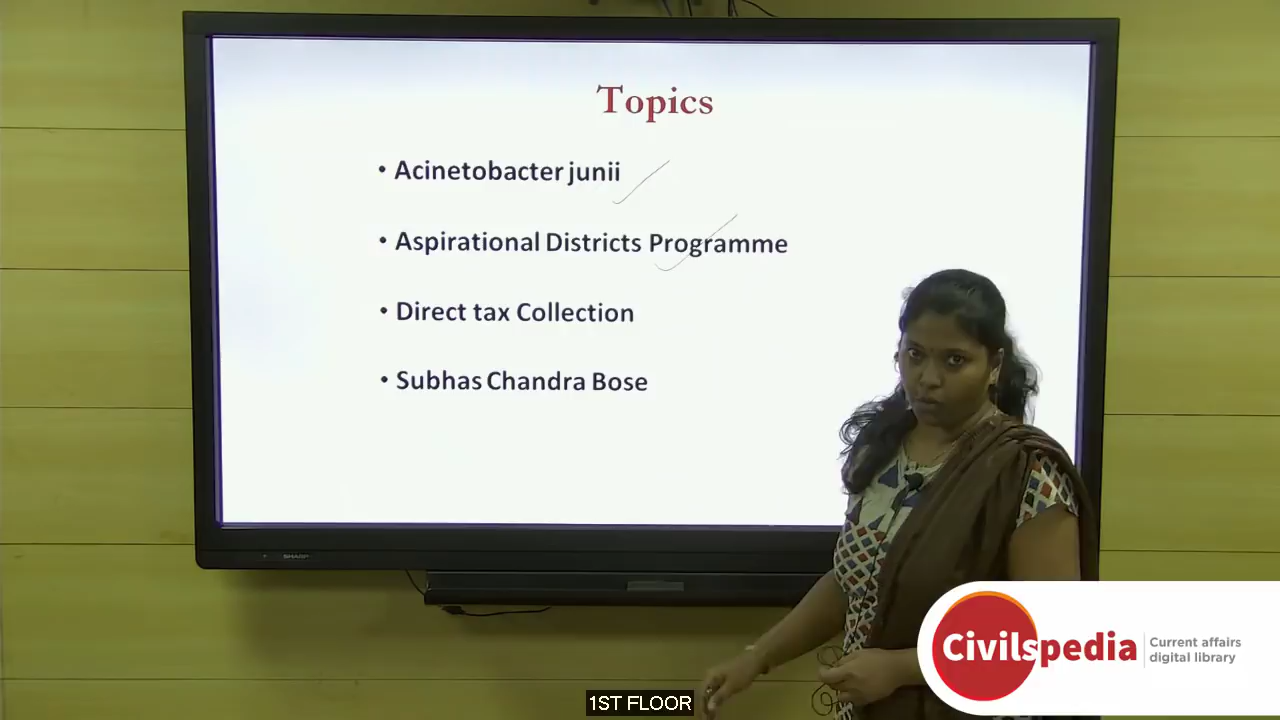 Topics
• Acinetobacter junii
• Aspirational Districts Programme
• Direct tax Collection
• Subhas Chandra Bose
SHARP
Civilspedia
Current affairs
digital library
1ST FLOOR